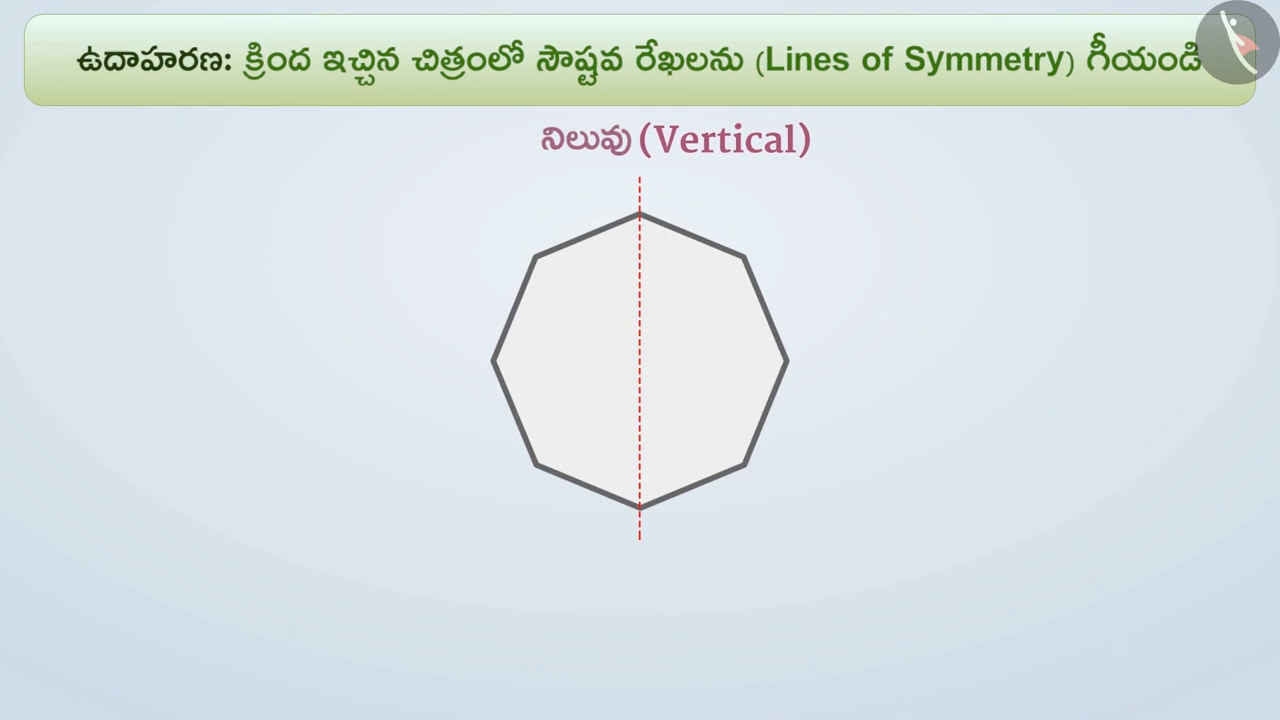 ఉదాహరణ: క్రింద ఇచ్చిన చిత్రంలో సౌష్టవ రేఖలను (Lines of Symmetry) గీయండి
నిలువు (Vertical)